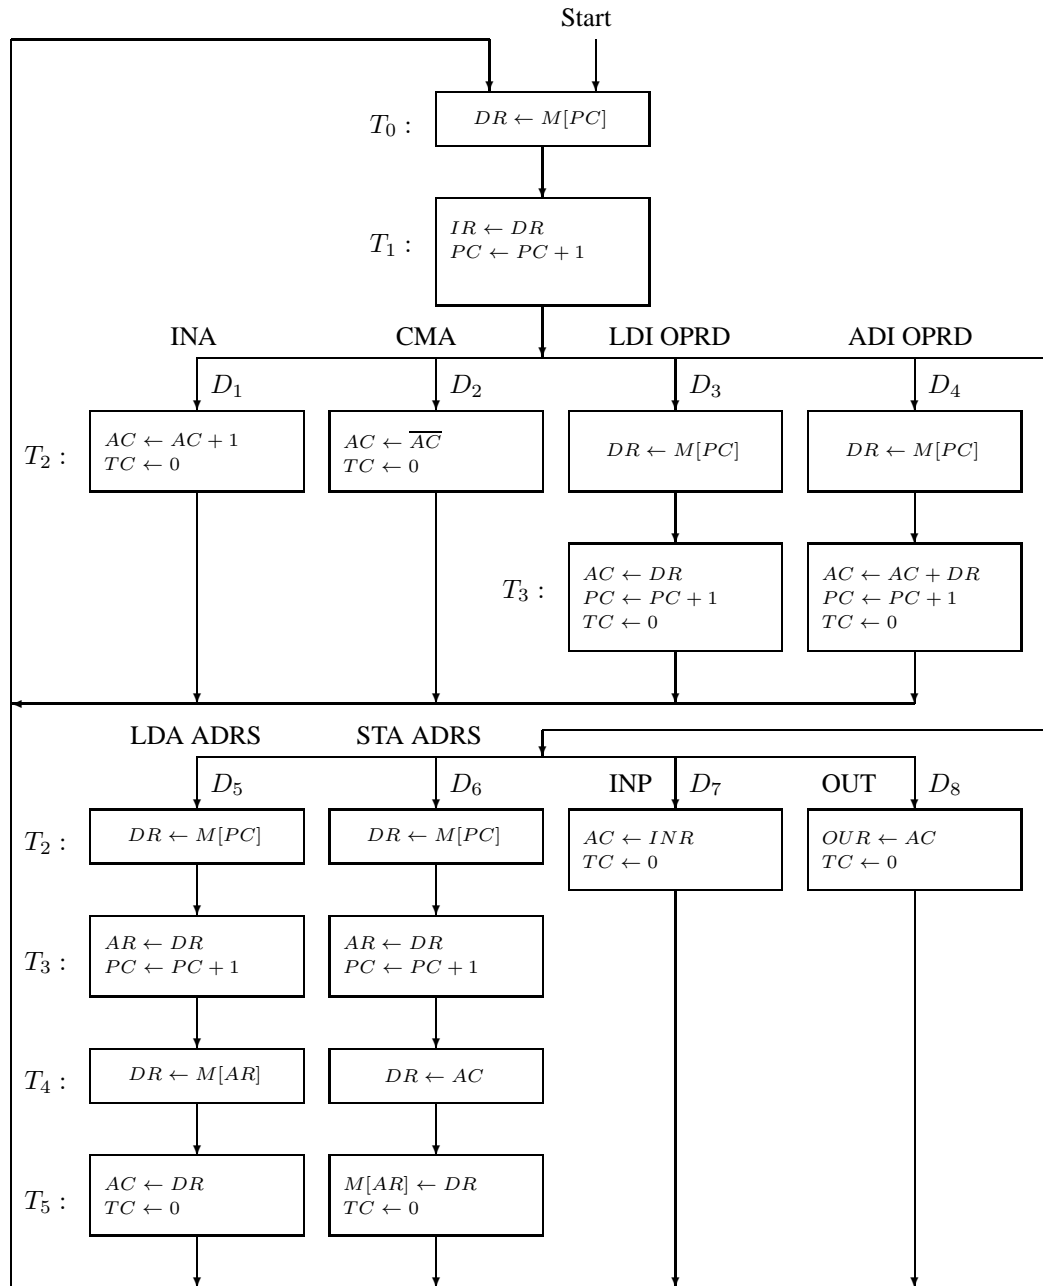 Start
T₀ :
DR ← M[PC]
T₁ :
IR ← DR
PC ← PC + 1
INA
CMA
LDI OPRD
ADI OPRD
D₁
D₂
D₃
D₄
T₂ :
AC ← AC + 1
TC ← 0
AC ← A̅C̅
TC ← 0
DR ← M[PC]
DR ← M[PC]
T₃ :
AC ← DR
PC ← PC + 1
TC ← 0
AC ← AC + DR
PC ← PC + 1
TC ← 0
LDA ADRS
STA ADRS
D₅
D₆
INP
D₇
OUT
D₈
T₂ :
DR ← M[PC]
DR ← M[PC]
AC ← INR
TC ← 0
OUR ← AC
TC ← 0
T₃ :
AR ← DR
PC ← PC + 1
AR ← DR
PC ← PC + 1
T₄ :
DR ← M[AR]
DR ← AC
T₅ :
AC ← DR
TC ← 0
M[AR] ← DR
TC ← 0